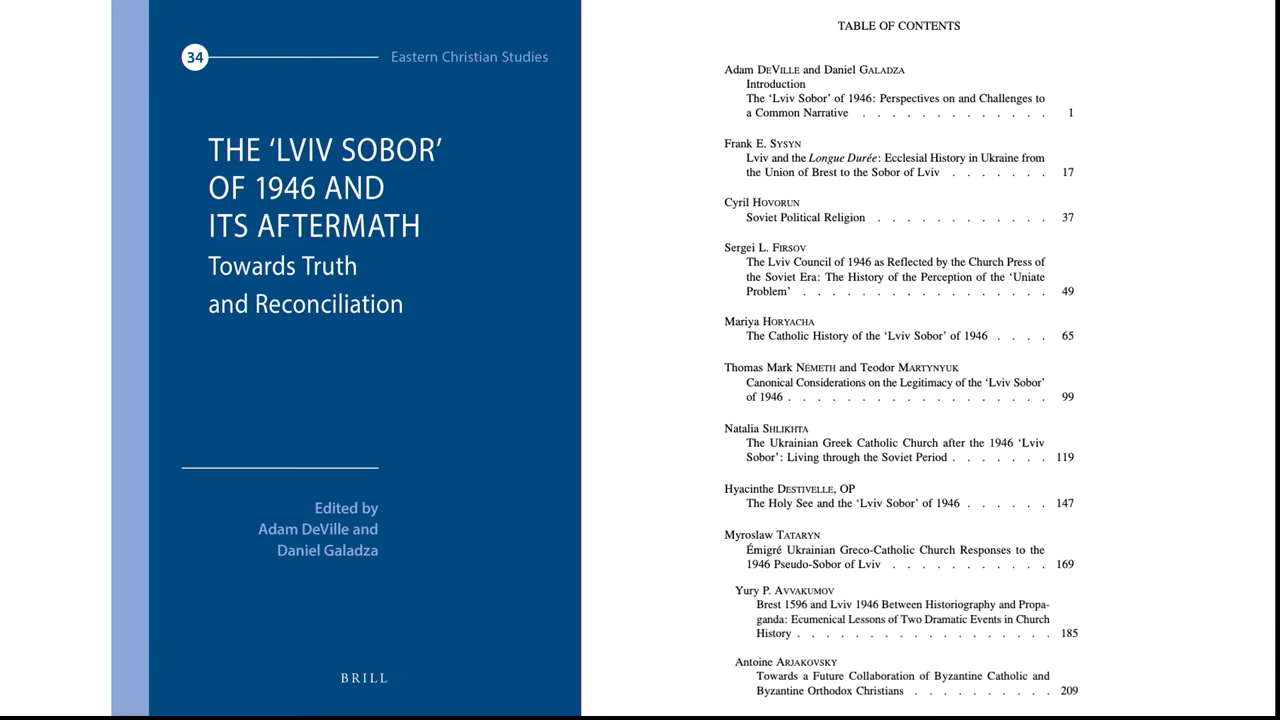 34
Eastern Christian Studies
THE ‘LVIV SOBOR’
OF 1946 AND
ITS AFTERMATH
Towards Truth
and Reconciliation
Edited by
Adam DeVille and
Daniel Galadza
BRILL
TABLE OF CONTENTS
Adam DEVILLE and Daniel GALADZA
Introduction
The ‘Lviv Sobor’ of 1946: Perspectives on and Challenges to
a Common Narrative . . . . . . . . . . . . 1
Frank E. SYSYN
Lviv and the Longue Durée: Ecclesial History in Ukraine from
the Union of Brest to the Sobor of Lviv . . . . . . . 17
Cyril HOVORUN
Soviet Political Religion . . . . . . . . . . . 37
Sergei L. FIRSOV
The Lviv Council of 1946 as Reflected by the Church Press of
the Soviet Era: The History of the Perception of the ‘Uniate
Problem’ . . . . . . . . . . . . . . . . . 49
Mariya HORYACHA
The Catholic History of the ‘Lviv Sobor’ of 1946 . . . . 65
Thomas Mark NÉMETH and Teodor MARTYNYUK
Canonical Considerations on the Legitimacy of the ‘Lviv Sobor’
of 1946 . . . . . . . . . . . . . . . . . . 99
Natalia SHLIKHTA
The Ukrainian Greek Catholic Church after the 1946 ‘Lviv
Sobor’: Living through the Soviet Period . . . . . . . 119
Hyacinthe DESTIVELLE, OP
The Holy See and the ‘Lviv Sobor’ of 1946 . . . . . . 147
Myroslaw TATARYN
Émigré Ukrainian Greco-Catholic Church Responses to the
1946 Pseudo-Sobor of Lviv . . . . . . . . . . . 169
Yury P. AVVAKUMOV
Brest 1596 and Lviv 1946 Between Historiography and Propa-
ganda: Ecumenical Lessons of Two Dramatic Events in Church
History . . . . . . . . . . . . . . . . . 185
Antoine ARJAKOVSKY
Towards a Future Collaboration of Byzantine Catholic and
Byzantine Orthodox Christians . . . . . . . . . . 209